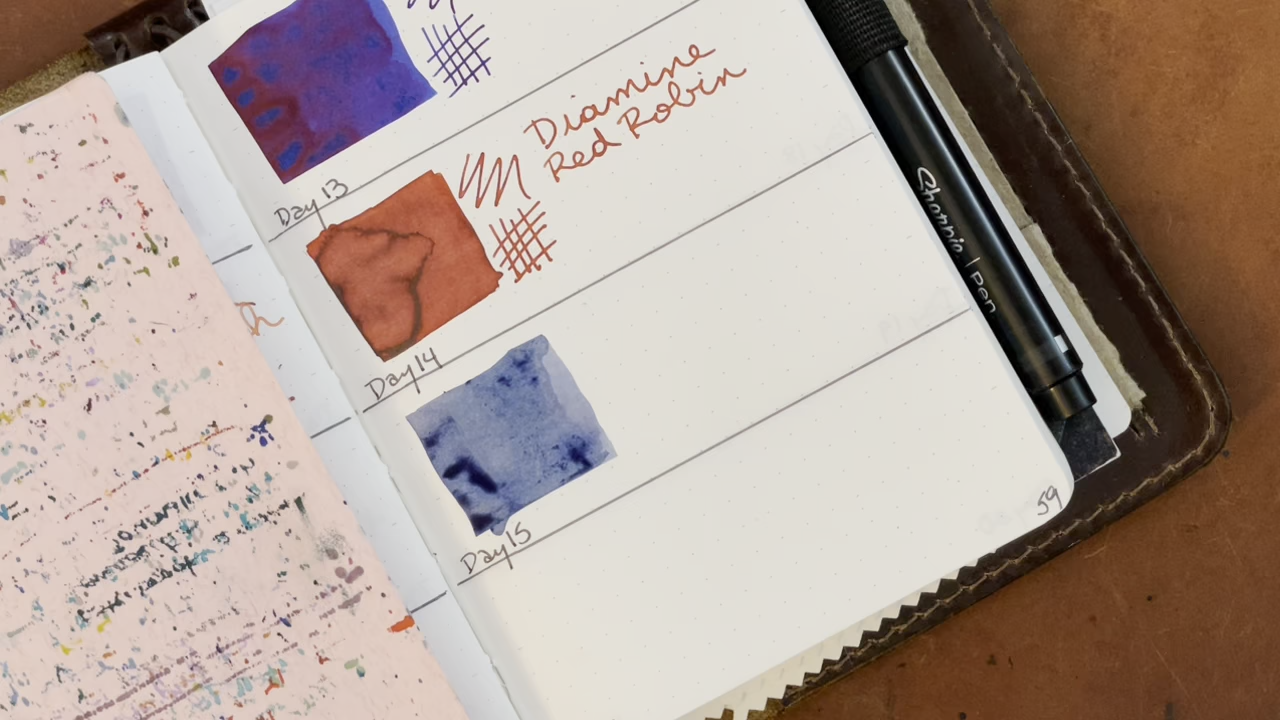 Day 13
Diamine
Red Robin
Day 14
Day 15
Sharpie pen
59